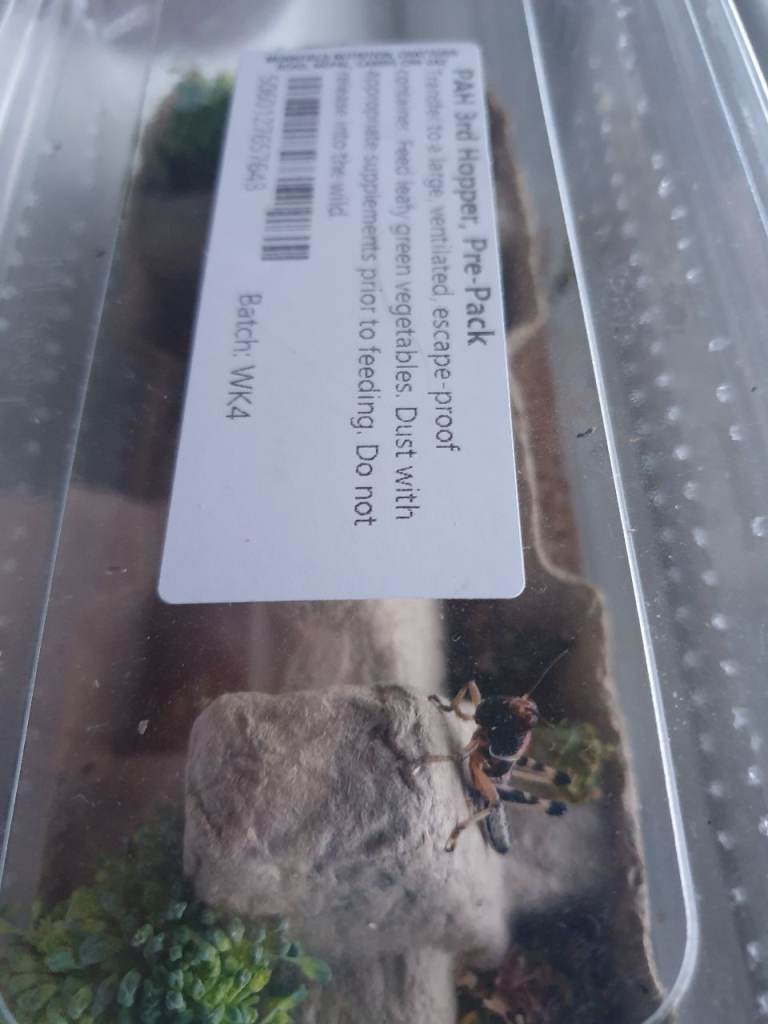 PAH 3rd Hopper, Pre-Pack
Transfer to a large, ventilated, escape-proof
container. Feed leafy green vegetables. Dust with
appropriate supplements prior to feeding. Do not
release into the wild
5060127657643
Batch: WK4